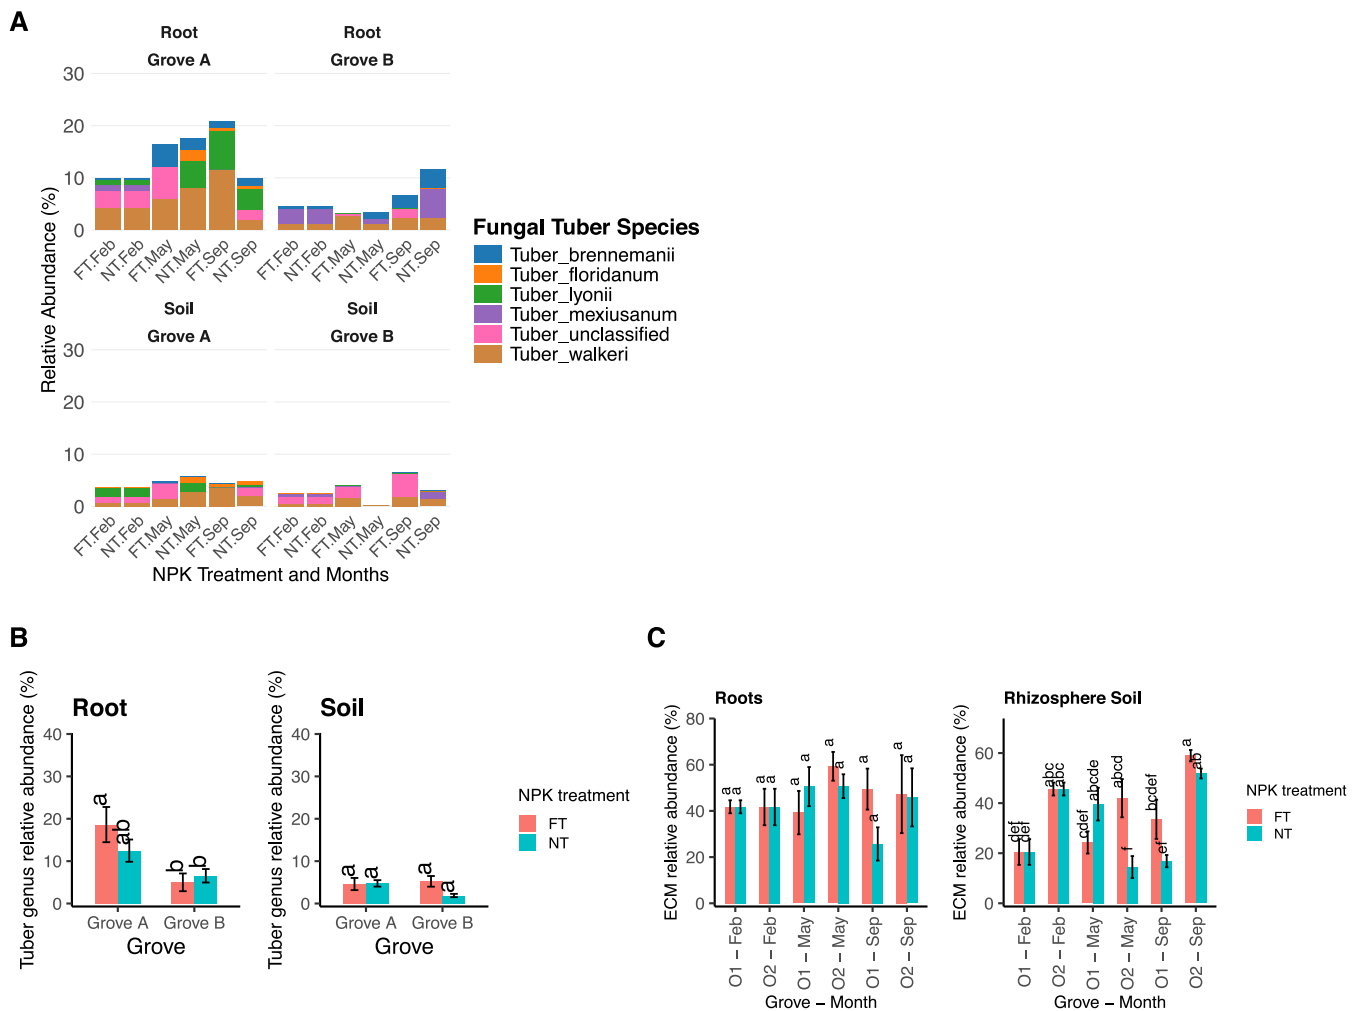 A
Root
Grove A
Root
Grove B
30
20
10
0
Relative Abundance (%)
FT.Feb
NT.Feb
FT.May
NT.May
FT.Sep
NT.Sep
FT.Feb
NT.Feb
FT.May
NT.May
FT.Sep
NT.Sep
Fungal Tuber Species
Tuber_brennemanii
Tuber_floridanum
Tuber_lyonii
Tuber_mexiusanum
Tuber_unclassified
Tuber_walkeri
Soil
Grove A
Soil
Grove B
30
20
10
0
FT.Feb
NT.Feb
FT.May
NT.May
FT.Sep
NT.Sep
FT.Feb
NT.Feb
FT.May
NT.May
FT.Sep
NT.Sep
NPK Treatment and Months
B
Root
Tuber genus relative abundance (%)
40
30
20
10
0
a
ab
b
b
Grove A
Grove B
Grove
Soil
Tuber genus relative abundance (%)
40
30
20
10
0
a
a
a
a
Grove A
Grove B
Grove
NPK treatment
FT
NT
C
Roots
ECM relative abundance (%)
80
60
40
20
0
a
a
a
a
a
a
a
a
a
a
a
a
O1 – Feb
O2 – Feb
O1 – May
O2 – May
O1 – Sep
O2 – Sep
Grove – Month
Rhizosphere Soil
ECM relative abundance (%)
60
40
20
0
def
def
abc
abc
cdef
abcde
abcd
f
bcdef
ef
a
ab
O1 – Feb
O2 – Feb
O1 – May
O2 – May
O1 – Sep
O2 – Sep
Grove – Month
NPK treatment
FT
NT